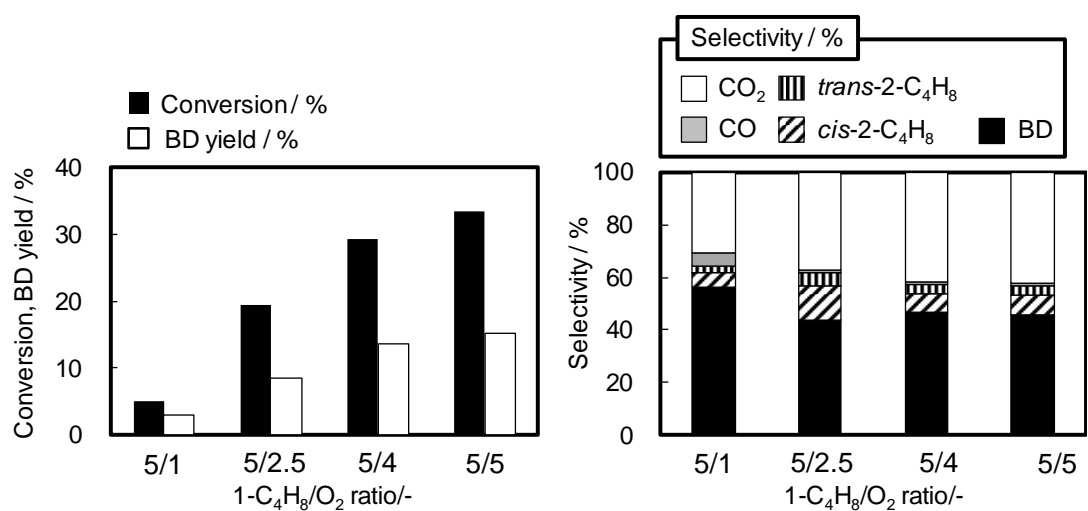 Conversion / %
BD yield / %
Conversion, BD yield / %
40
30
20
10
0
5/1 5/2.5 5/4 5/5
1-C₄H₈/O₂ ratio/-
Selectivity / %
CO₂ trans-2-C₄H₈
CO cis-2-C₄H₈ BD
Selectivity / %
100
80
60
40
20
0
5/1 5/2.5 5/4 5/5
1-C₄H₈/O₂ ratio/-